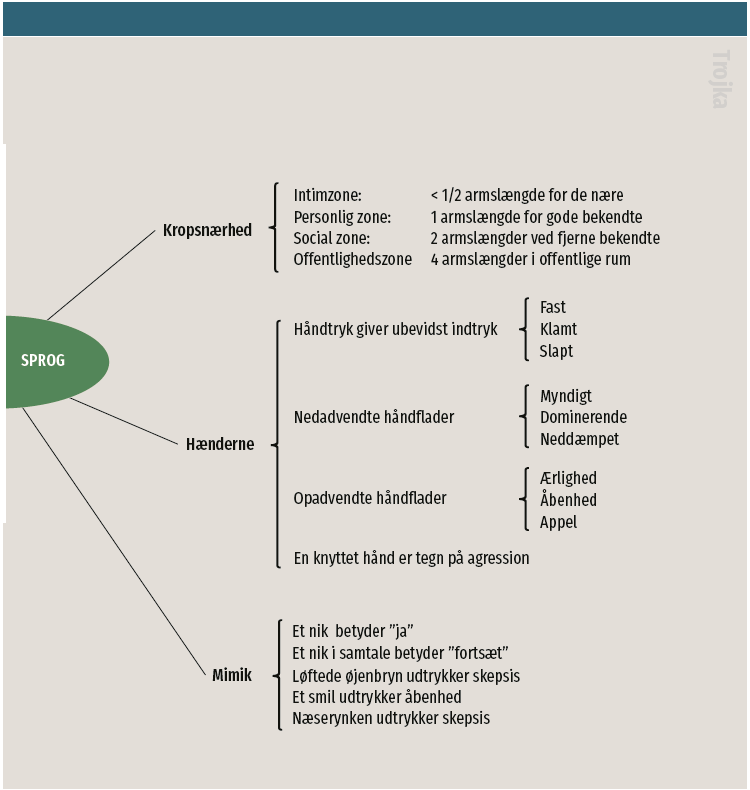 Trojka
Kropsnærhed
Intimzone: < 1/2 armslængde for de nære
Personlig zone: 1 armslængde for gode bekendte
Social zone: 2 armslængder ved fjerne bekendte
Offentlighedszone 4 armslængder i offentlige rum
SPROG
Hænderne
Håndtryk giver ubevidst indtryk
Fast
Klamt
Slapt
Nedadvendte håndflader
Myndigt
Dominerende
Neddæmpet
Opadvendte håndflader
Ærlighed
Åbenhed
Appel
En knyttet hånd er tegn på agression
Mimik
Et nik betyder ”ja”
Et nik i samtale betyder ”fortsæt”
Løftede øjenbryn udtrykker skepsis
Et smil udtrykker åbenhed
Næserynken udtrykker skepsis